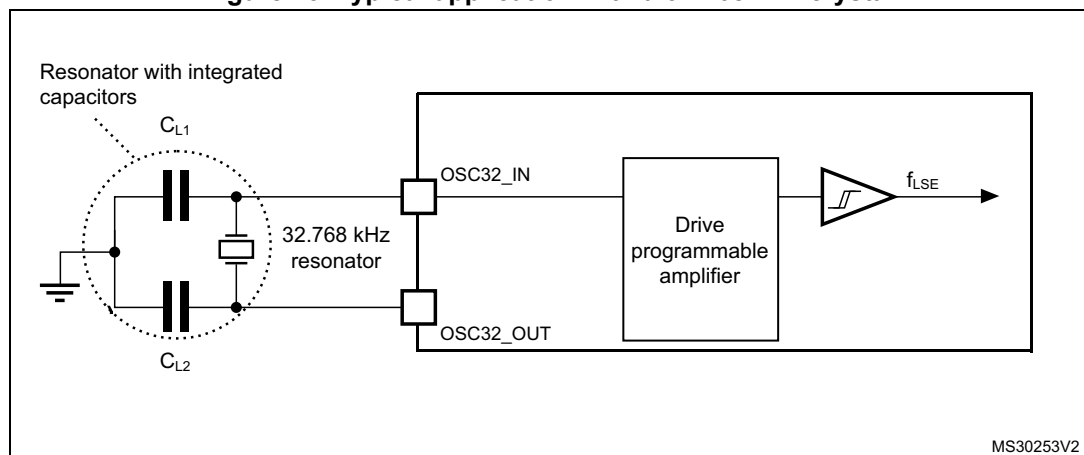 Resonator with integrated
capacitors
C_L1
OSC32_IN
f_LSE
32.768 kHz
resonator
Drive
programmable
amplifier
OSC32_OUT
C_L2
MS30253V2